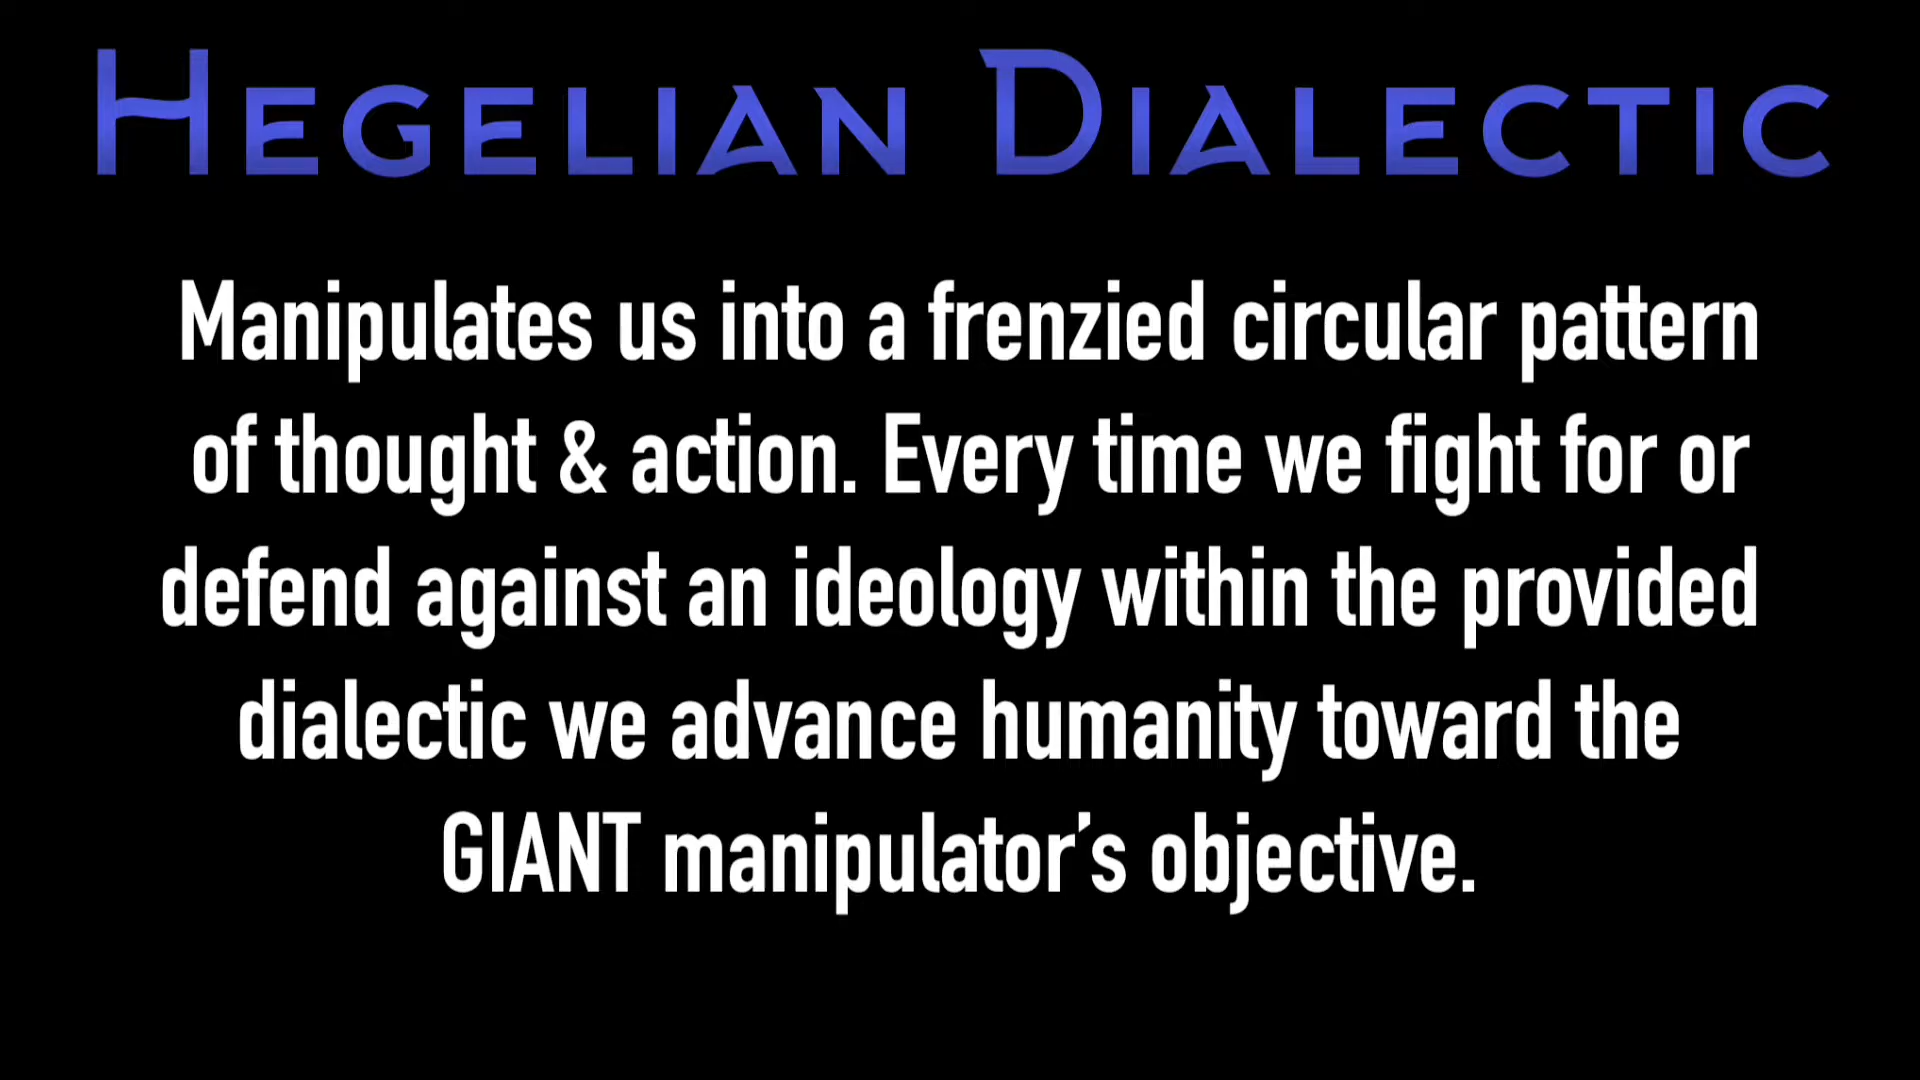 HEGELIAN DIALECTIC
Manipulates us into a frenzied circular pattern
of thought & action. Every time we fight for or
defend against an ideology within the provided
dialectic we advance humanity toward the
GIANT manipulator's objective.